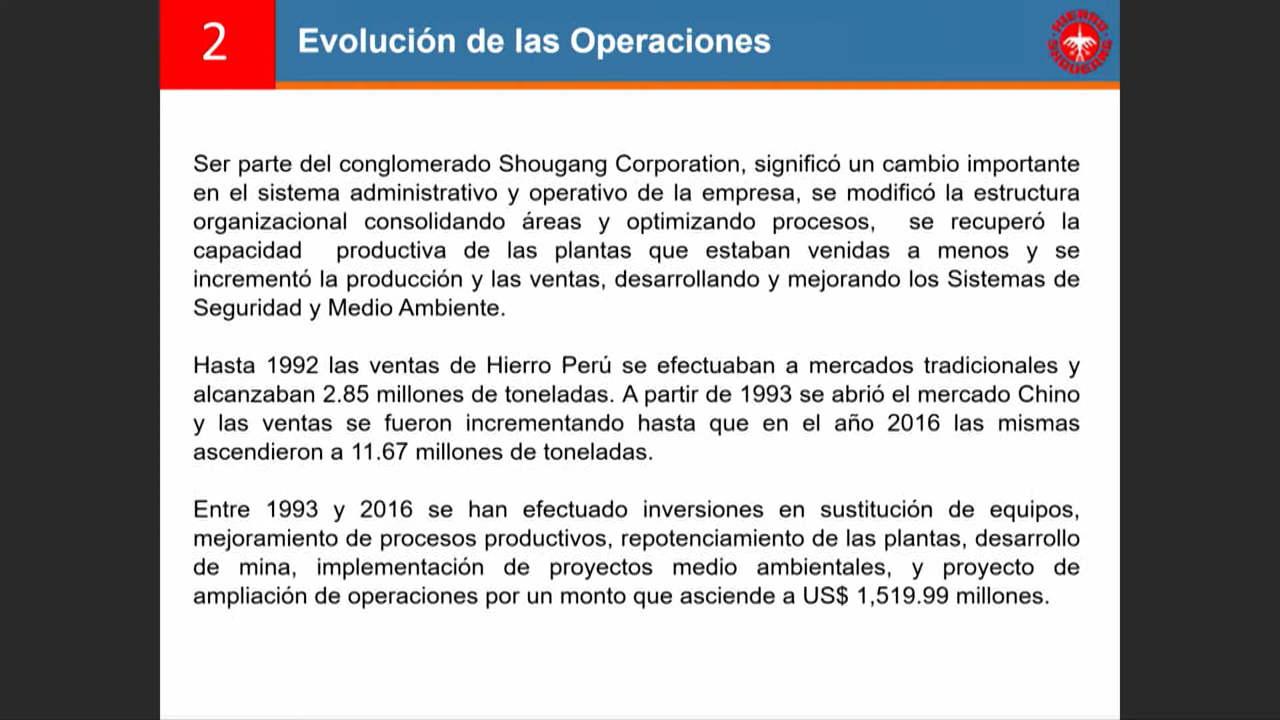 2
Evolución de las Operaciones
HIERRO
SHOUGANG
Ser parte del conglomerado Shougang Corporation, significó un cambio importante
en el sistema administrativo y operativo de la empresa, se modificó la estructura
organizacional consolidando áreas y optimizando procesos, se recuperó la
capacidad productiva de las plantas que estaban venidas a menos y se
incrementó la producción y las ventas, desarrollando y mejorando los Sistemas de
Seguridad y Medio Ambiente.
Hasta 1992 las ventas de Hierro Perú se efectuaban a mercados tradicionales y
alcanzaban 2.85 millones de toneladas. A partir de 1993 se abrió el mercado Chino
y las ventas se fueron incrementando hasta que en el año 2016 las mismas
ascendieron a 11.67 millones de toneladas.
Entre 1993 y 2016 se han efectuado inversiones en sustitución de equipos,
mejoramiento de procesos productivos, repotenciamiento de las plantas, desarrollo
de mina, implementación de proyectos medio ambientales, y proyecto de
ampliación de operaciones por un monto que asciende a US$ 1,519.99 millones.